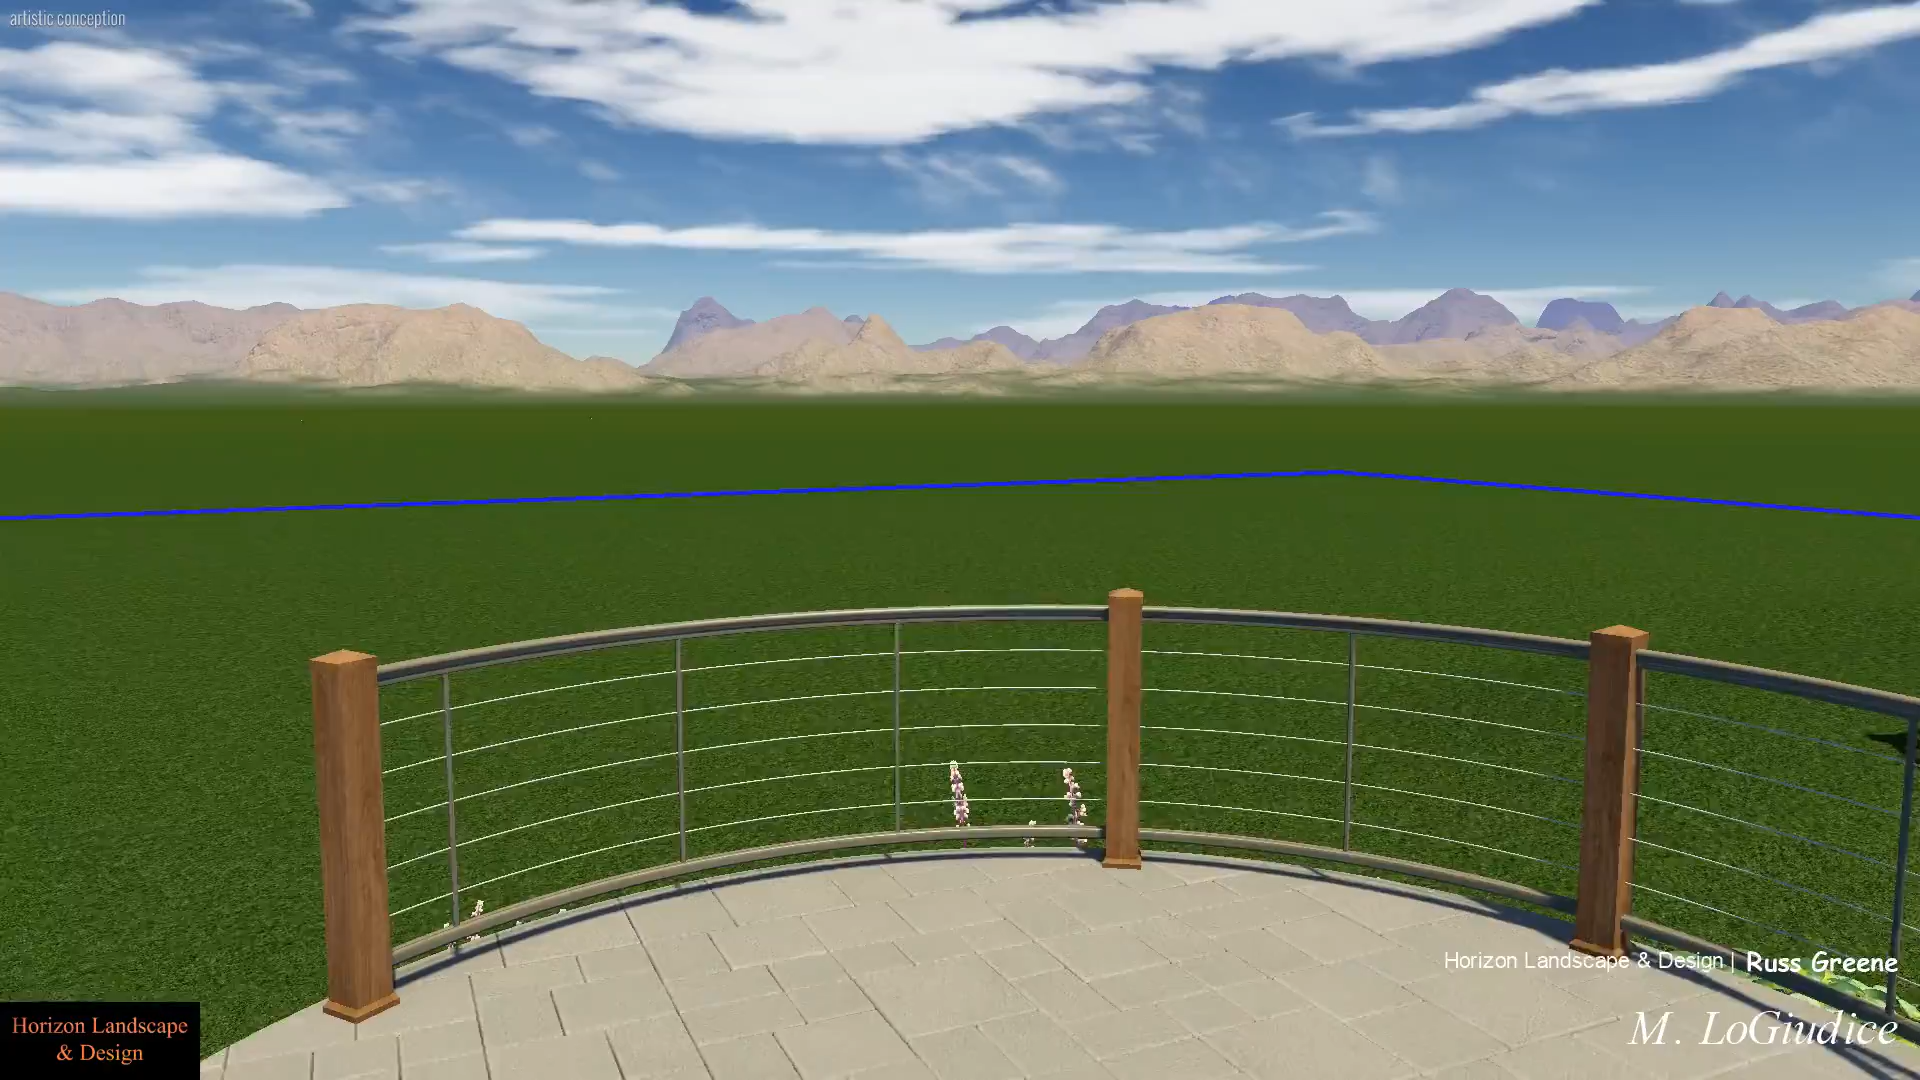 artistic conception
Horizon Landscape & Design | Russ Greene
M. LoGiudice
Horizon Landscape
& Design